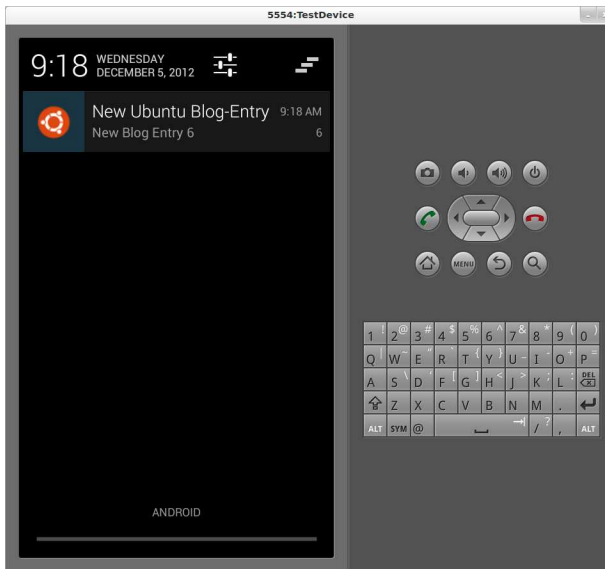 5554:TestDevice
9:18 WEDNESDAY
DECEMBER 5, 2012
New Ubuntu Blog-Entry 9:18 AM
New Blog Entry 6 6
MENU
1 ! 2 @ 3 # 4 $ 5 % 6 ^ 7 & 8 * 9 ( 0 )
Q | W ~ E " R ` T { Y } U _ I - O + P =
A S \ D ' F [ G ] H < J > K ; L : DEL
Z X C V B N M .
ALT SYM @ / ? , ALT
ANDROID